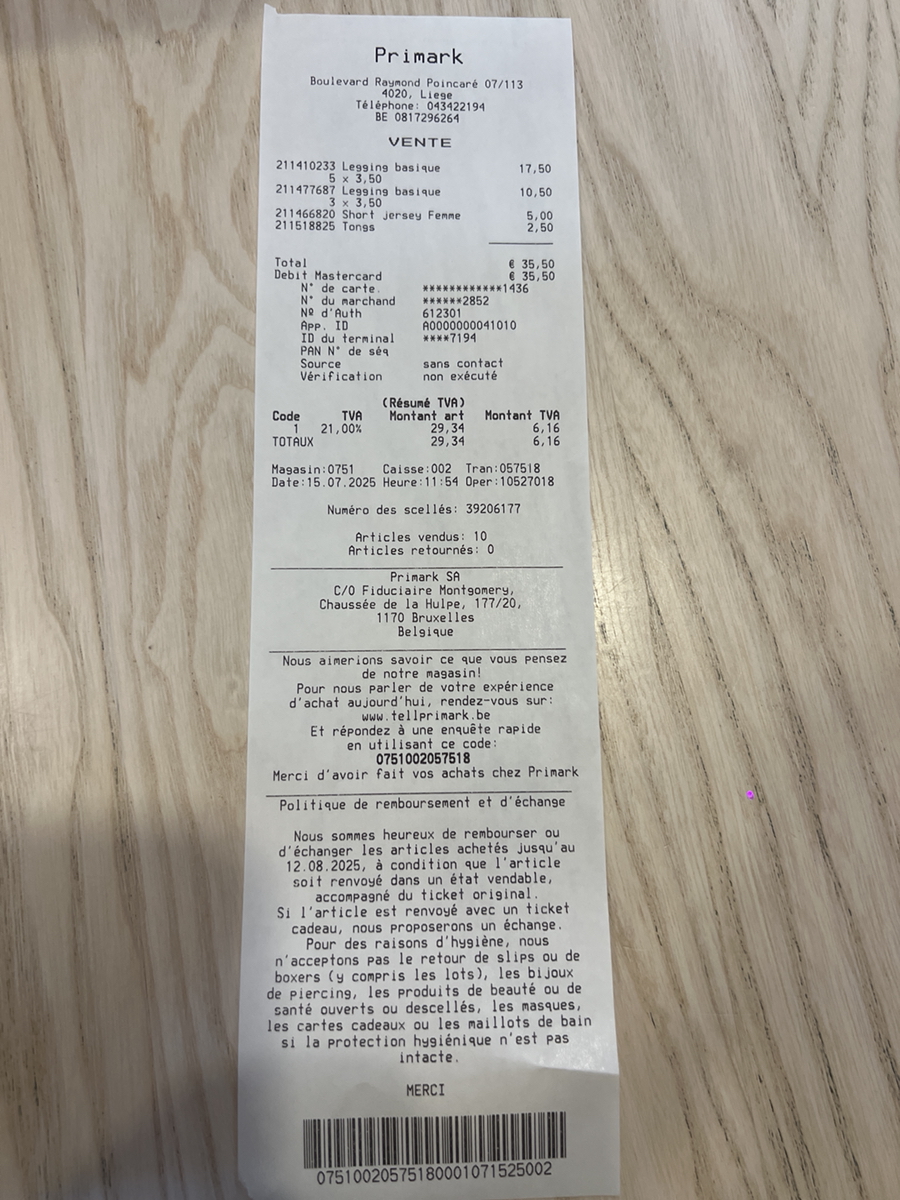 Primark
Boulevard Raymond Poincaré 07/113
4020, Liege
Téléphone: 043422194
BE 0817296264
VENTE
211410233 Legging basique 17,50
5 x 3,50
211477687 Legging basique 10,50
3 x 3,50
211466820 Short jersey Femme 5,00
211518825 Tongs 2,50
Total € 35,50
Debit Mastercard € 35,50
N° de carte. ************1436
N° du marchand ******2852
Nº d'Auth 612301
App. ID A0000000041010
ID du terminal ****7194
PAN N° de séq
Source sans contact
Vérification non exécuté
(Résumé TVA)
Code TVA Montant art Montant TVA
1 21,00% 29,34 6,16
TOTAUX 29,34 6,16
Magasin:0751 Caisse:002 Tran:057518
Date:15.07.2025 Heure:11:54 Oper:10527018
Numéro des scellés: 39206177
Articles vendus: 10
Articles retournés: 0
Primark SA
C/O Fiduciaire Montgomery,
Chaussée de la Hulpe, 177/20,
1170 Bruxelles
Belgique
Nous aimerions savoir ce que vous pensez
de notre magasin!
Pour nous parler de votre expérience
d'achat aujourd'hui, rendez-vous sur:
www.tellprimark.be
Et répondez à une enquête rapide
en utilisant ce code:
0751002057518
Merci d'avoir fait vos achats chez Primark
Politique de remboursement et d'échange
Nous sommes heureux de rembourser ou
d'échanger les articles achetés jusqu'au
12.08.2025, à condition que l'article
soit renvoyé dans un état vendable,
accompagné du ticket original.
Si l'article est renvoyé avec un ticket
cadeau, nous proposerons un échange.
Pour des raisons d'hygiène, nous
n'acceptons pas le retour de slips ou de
boxers (y compris les lots), les bijoux
de piercing, les produits de beauté ou de
santé ouverts ou descellés, les masques,
les cartes cadeaux ou les maillots de bain
si la protection hygiénique n'est pas
intacte.
MERCI
07510020575180001071525002